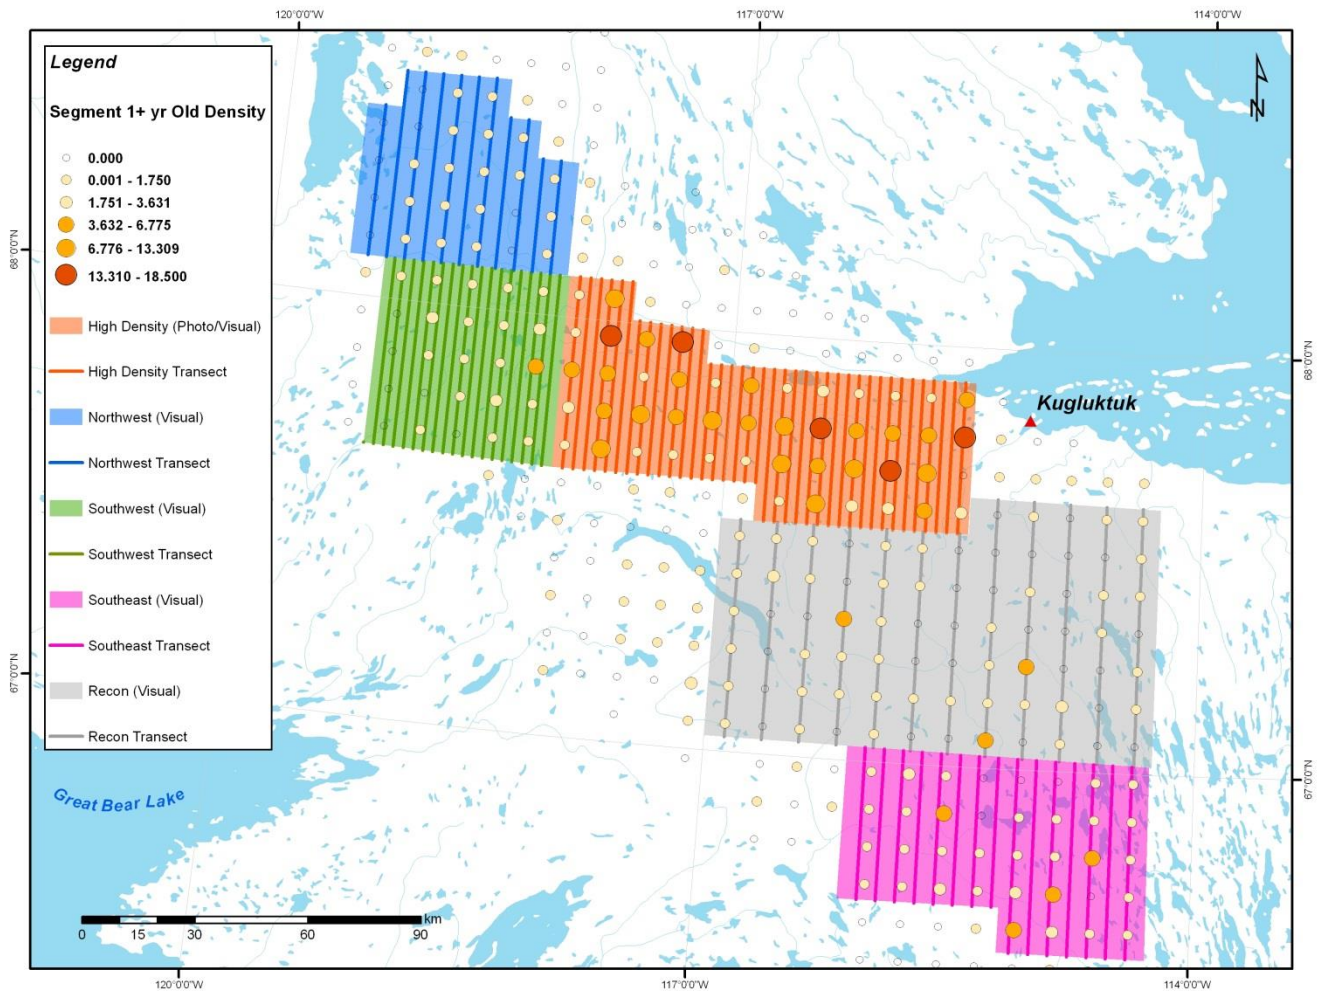 120°0'0"W 117°0'0"W 114°0'0"W
Legend
Segment 1+ yr Old Density
0.000
0.001 - 1.750
1.751 - 3.631
3.632 - 6.775
6.776 - 13.309
13.310 - 18.500
High Density (Photo/Visual)
High Density Transect
Northwest (Visual)
Northwest Transect
Southwest (Visual)
Southwest Transect
Southeast (Visual)
Southeast Transect
Recon (Visual)
Recon Transect
N
68°0'0"N
68°0'0"N
Kugluktuk
67°0'0"N
67°0'0"N
Great Bear Lake
km
0 15 30 60 90
120°0'0"W 117°0'0"W 114°0'0"W